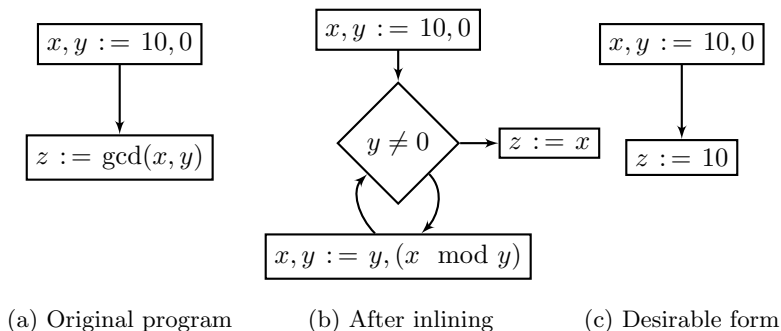 x, y := 10, 0
z := gcd(x, y)
(a) Original program
x, y := 10, 0
y ≠ 0
z := x
x, y := y, (x mod y)
(b) After inlining
x, y := 10, 0
z := 10
(c) Desirable form